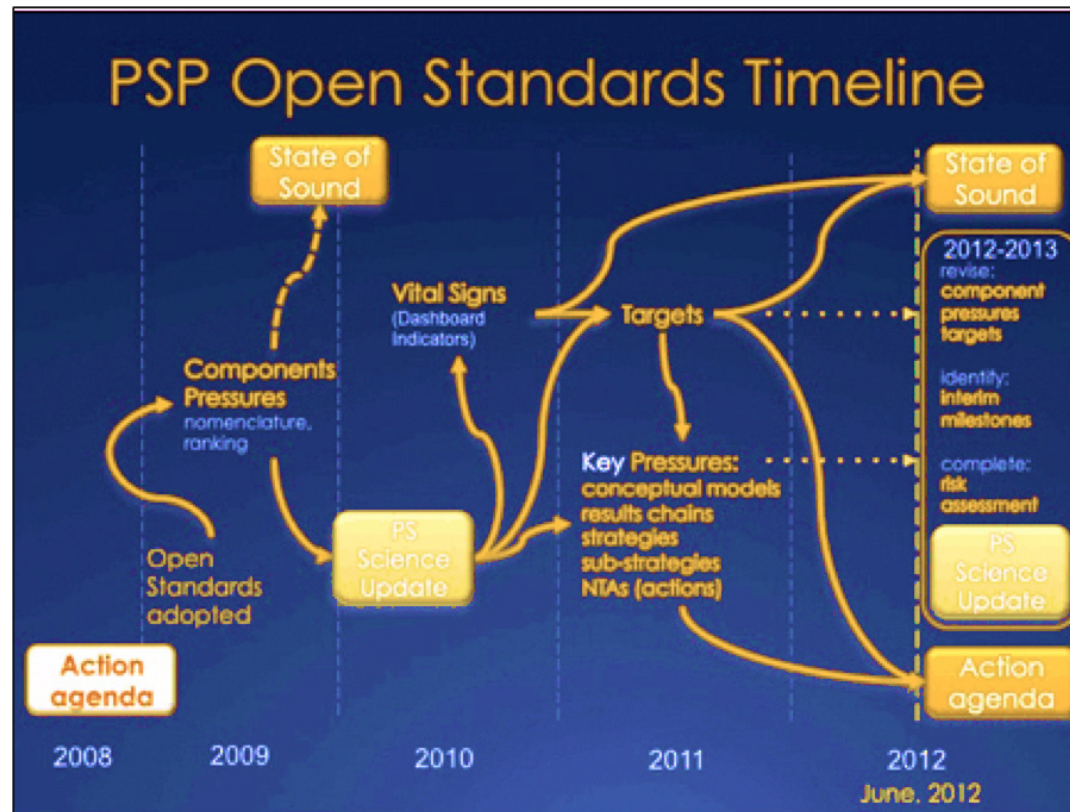 PSP Open Standards Timeline
State of
Sound
State of
Sound
2012-2013
revise:
component
pressures
targets
identify:
interim
milestones
complete:
risk
assessment
PS
Science
Update
Vital Signs
(Dashboard
Indicators)
Targets
Components
Pressures
nomenclature,
ranking
Key Pressures:
conceptual models
results chains
strategies
sub-strategies
NTAs (actions)
PS
Science
Update
Open
Standards
adopted
Action
agenda
Action
agenda
2008
2009
2010
2011
2012
June. 2012